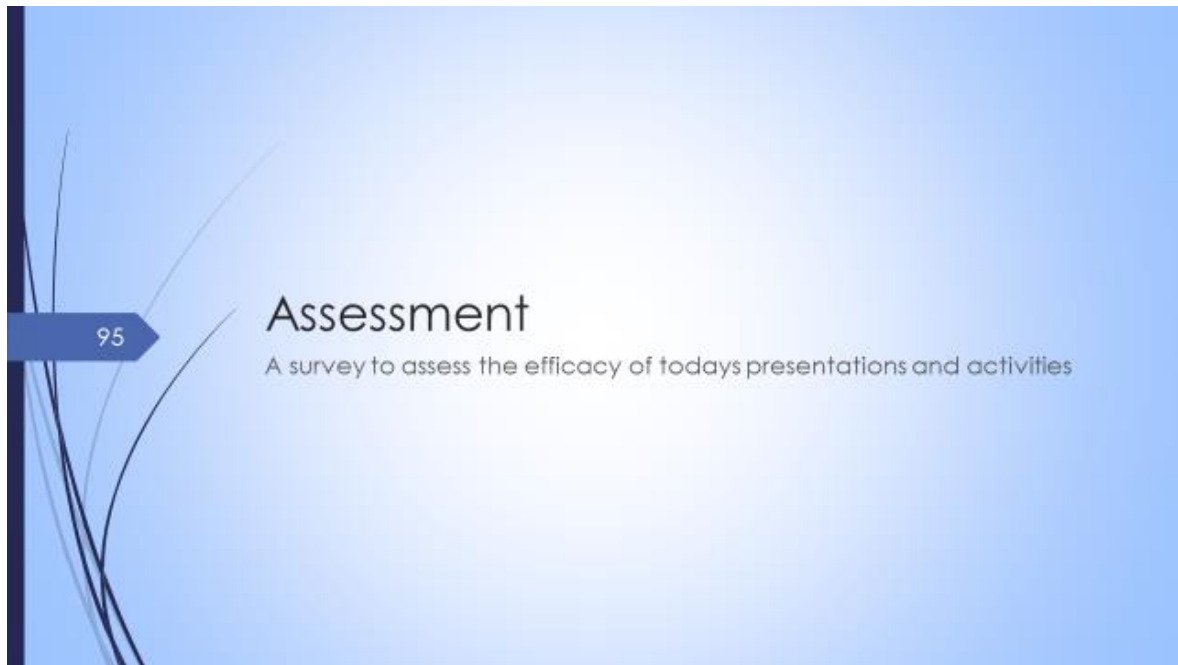 Assessment
95
A survey to assess the efficacy of todays presentations and activities